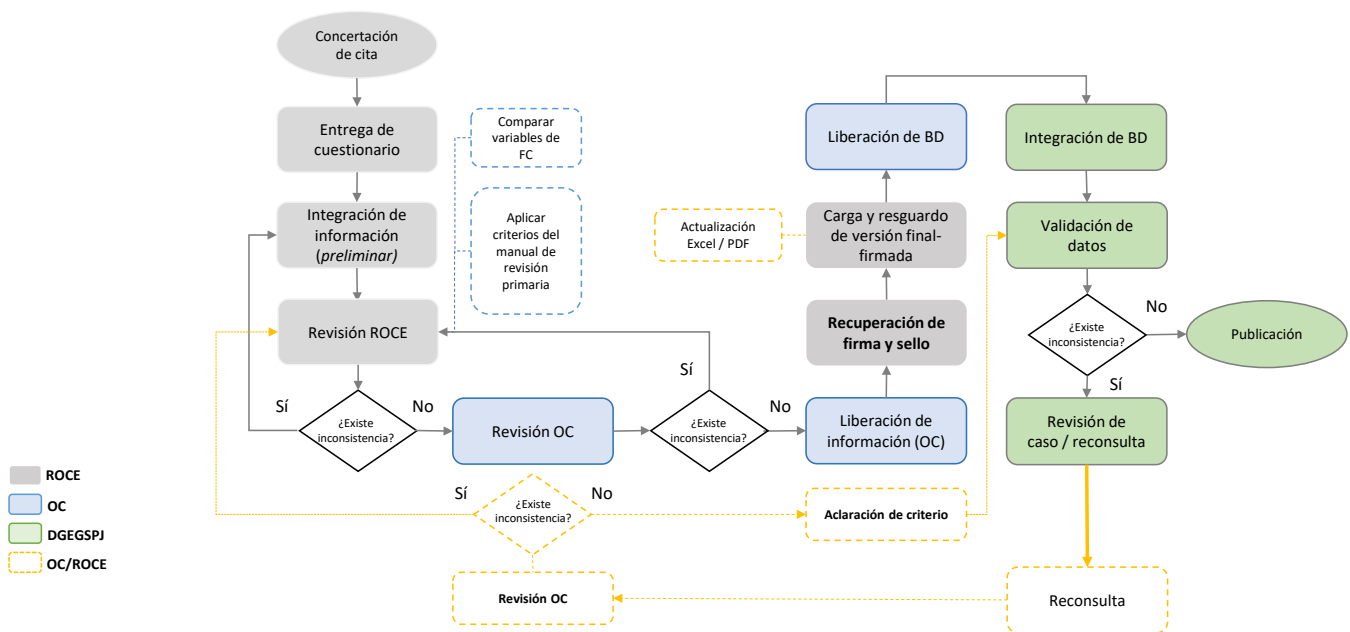 Concertación
de cita
Entrega de
cuestionario
Integración de
información
(preliminar)
Revisión ROCE
Sí
¿Existe
inconsistencia?
No
Comparar
variables de
FC
Aplicar
criterios del
manual de
revisión
primaria
Revisión OC
Sí
¿Existe
inconsistencia?
No
Liberación de BD
Actualización
Excel / PDF
Carga y resguardo
de versión final-
firmada
Recuperación de
firma y sello
Liberación de
información (OC)
Integración de BD
Validación de
datos
¿Existe
inconsistencia?
No
Publicación
Sí
Revisión de
caso / reconsulta
Sí
¿Existe
inconsistencia?
No
Aclaración de criterio
Revisión OC
Reconsulta
ROCE
OC
DGEGSPJ
OC/ROCE